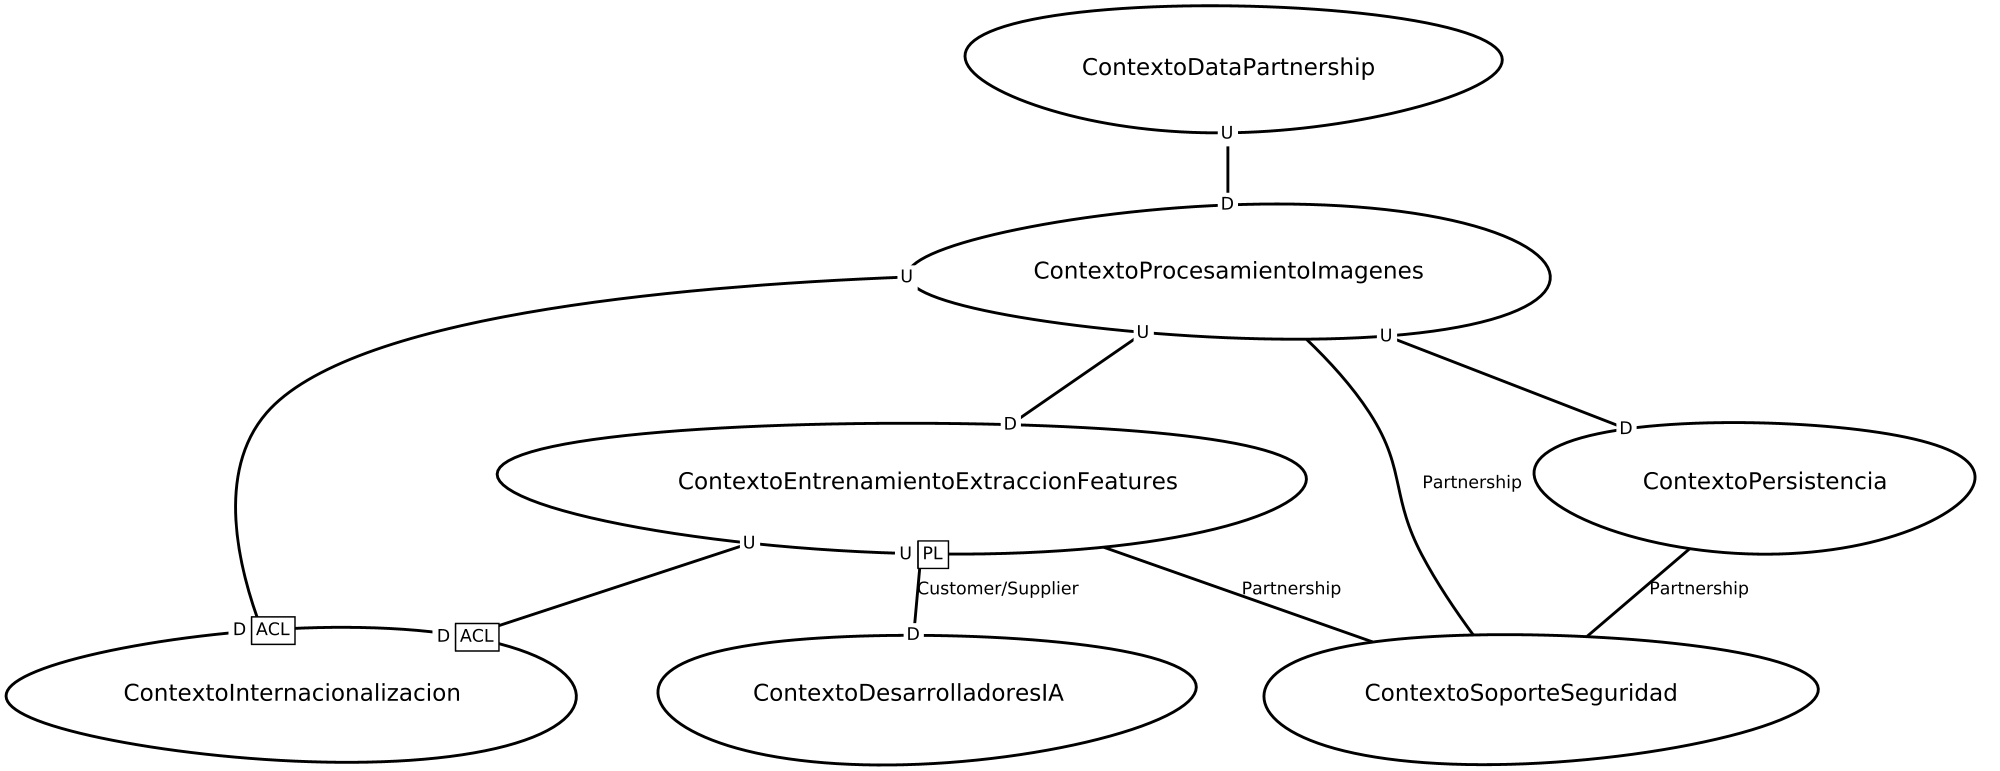 ContextoDataPartnership
U
D
ContextoProcesamientoImagenes
U
U
U
D
D
ContextoEntrenamientoExtraccionFeatures
Partnership
ContextoPersistencia
U
U PL
Customer/Supplier
Partnership
Partnership
D ACL
D ACL
D
ContextoInternacionalizacion
ContextoDesarrolladoresIA
ContextoSoporteSeguridad